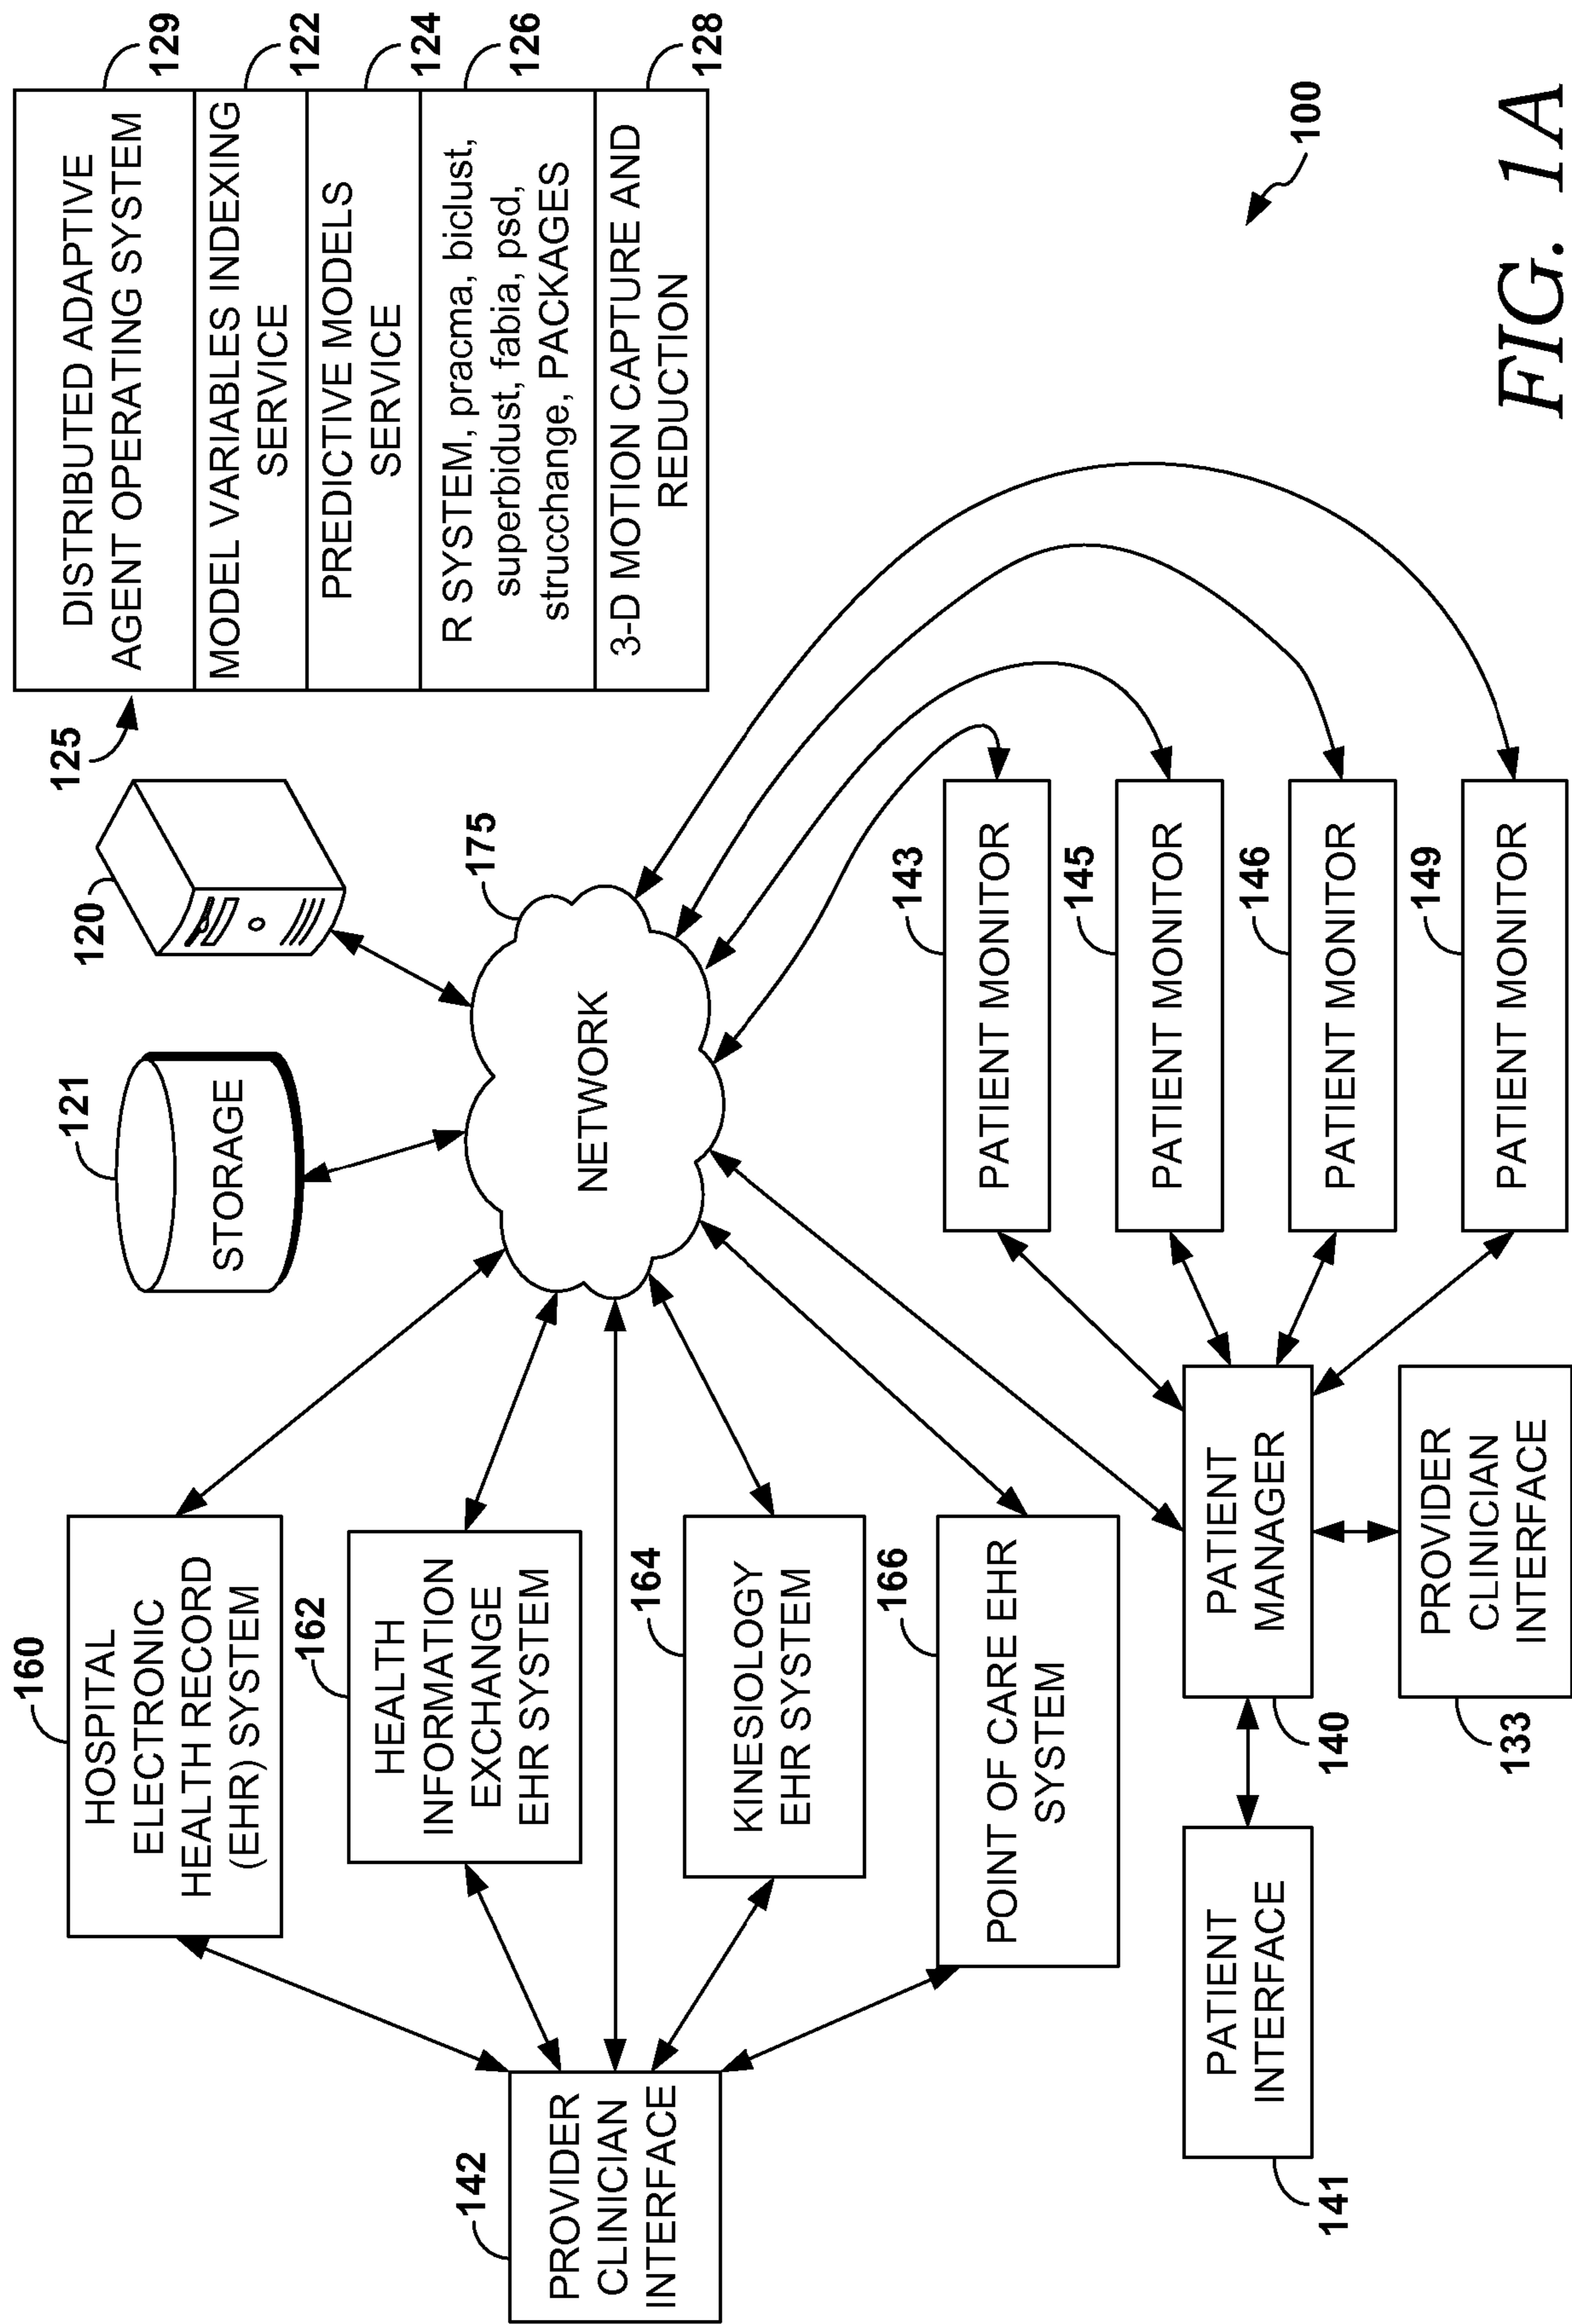 160
HOSPITAL
ELECTRONIC
HEALTH RECORD
(EHR) SYSTEM
162
HEALTH
INFORMATION
EXCHANGE
EHR SYSTEM
164
KINESIOLOGY
EHR SYSTEM
166
POINT OF CARE EHR
SYSTEM
142
PROVIDER
CLINICIAN
INTERFACE
121
STORAGE
120
175
NETWORK
125
DISTRIBUTED ADAPTIVE
AGENT OPERATING SYSTEM
129
MODEL VARIABLES INDEXING
SERVICE
122
PREDICTIVE MODELS
SERVICE
124
R SYSTEM, pracma, biclust,
superbidust, fabia, psd,
strucchange, PACKAGES
126
3-D MOTION CAPTURE AND
REDUCTION
128
143
PATIENT MONITOR
145
PATIENT MONITOR
146
PATIENT MONITOR
149
PATIENT MONITOR
PATIENT
MANAGER
140
PATIENT
INTERFACE
141
PROVIDER
CLINICIAN
INTERFACE
133
100
FIG. 1A